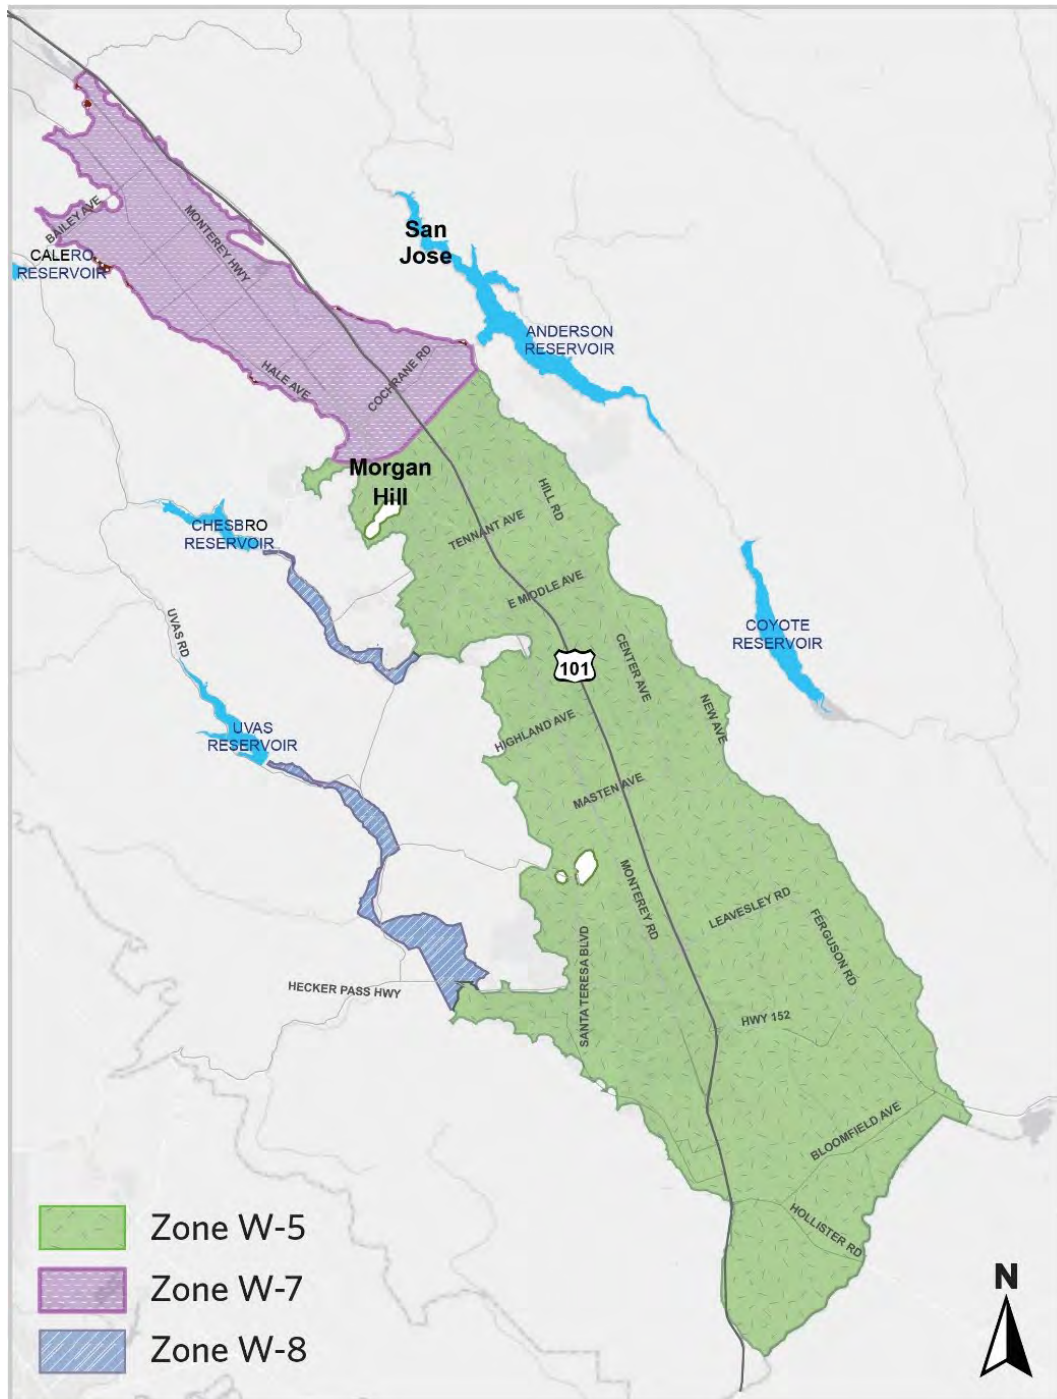 San
Jose
BAILEY AVE
MONTEREY HWY
CALERO
RESERVOIR
ANDERSON
RESERVOIR
COCHRANE RD
HALE AVE
Morgan
Hill
HILL RD
TENNANT AVE
CHESBRO
RESERVOIR
E MIDDLE AVE
UVAS RD
COYOTE
RESERVOIR
CENTER AVE
101
NEW AVE
UVAS
RESERVOIR
HIGHLAND AVE
MASTEN AVE
MONTEREY RD
LEAVESLEY RD
FERGUSON RD
SANTA TERESA BLVD
HECKER PASS HWY
HWY 152
BLOOMFIELD AVE
HOLLISTER RD
Zone W-5
Zone W-7
Zone W-8
N